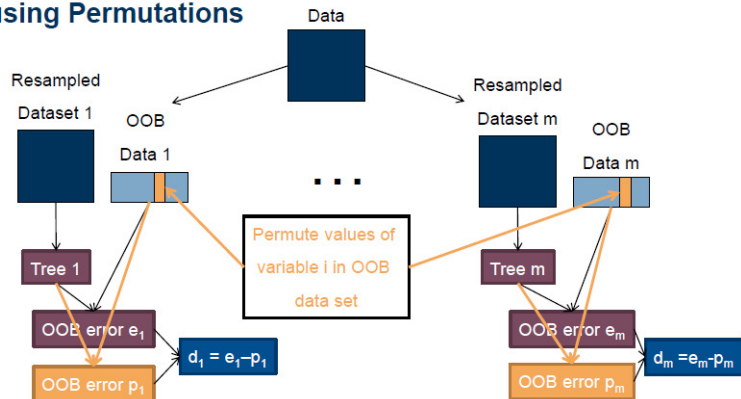 using Permutations
Data
Resampled
Dataset 1
OOB
Data 1
Resampled
Dataset m
OOB
Data m
. . .
Permute values of
variable i in OOB
data set
Tree 1
Tree m
OOB error e₁
OOB error p₁
d₁ = e₁–p₁
OOB error eₘ
OOB error pₘ
dₘ =eₘ-pₘ